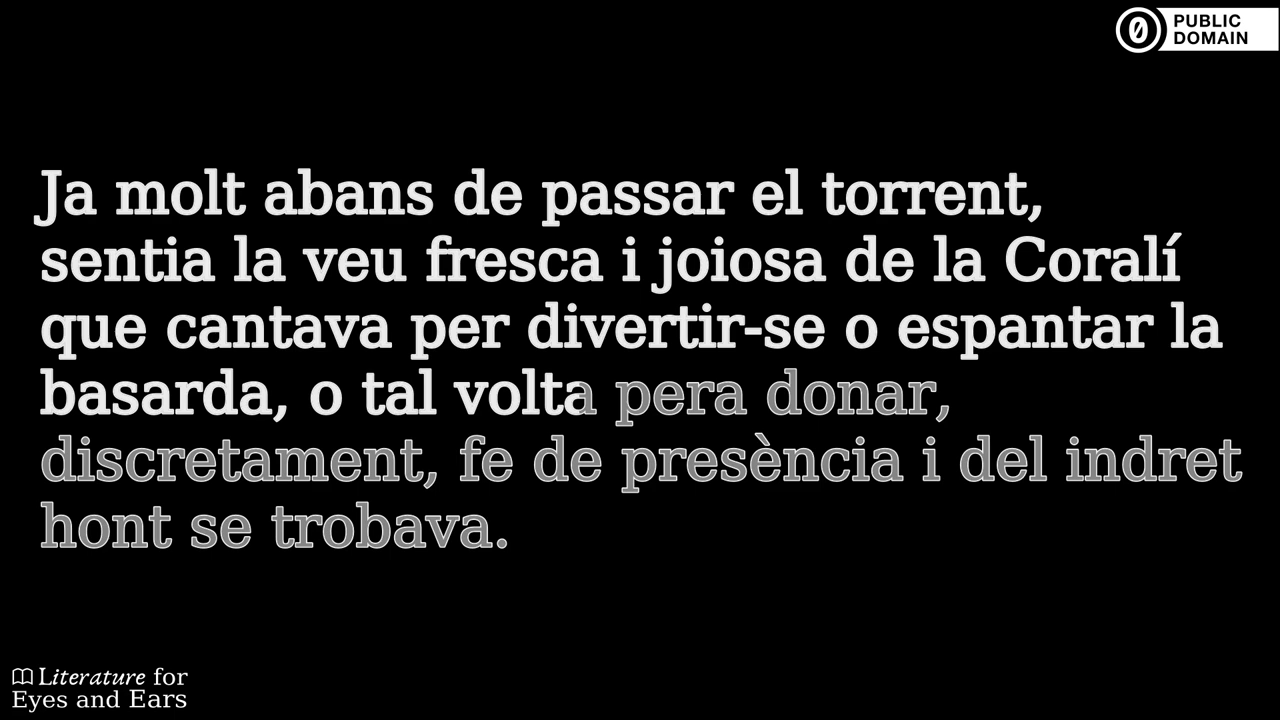 PUBLIC
DOMAIN
Ja molt abans de passar el torrent,
sentia la veu fresca i joiosa de la Coralí
que cantava per divertir-se o espantar la
basarda, o tal volta pera donar,
discretament, fe de presència i del indret
hont se trobava.
Literature for
Eyes and Ears